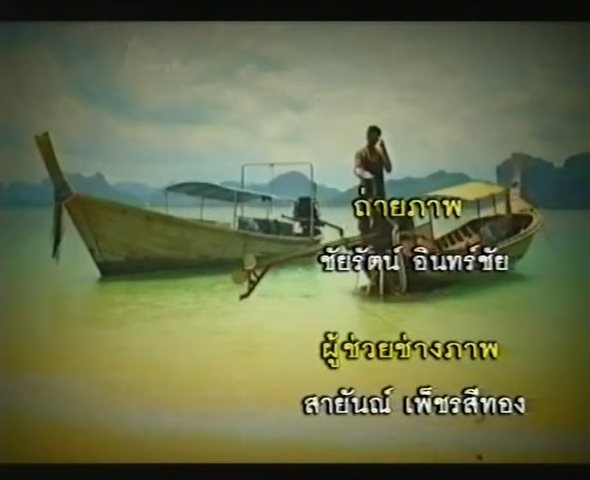 ถ่ายภาพ
ชัยรัตน์ อินทร์ชัย
ผู้ช่วยช่างภาพ
สายันณ์ เพ็ชรสีทอง